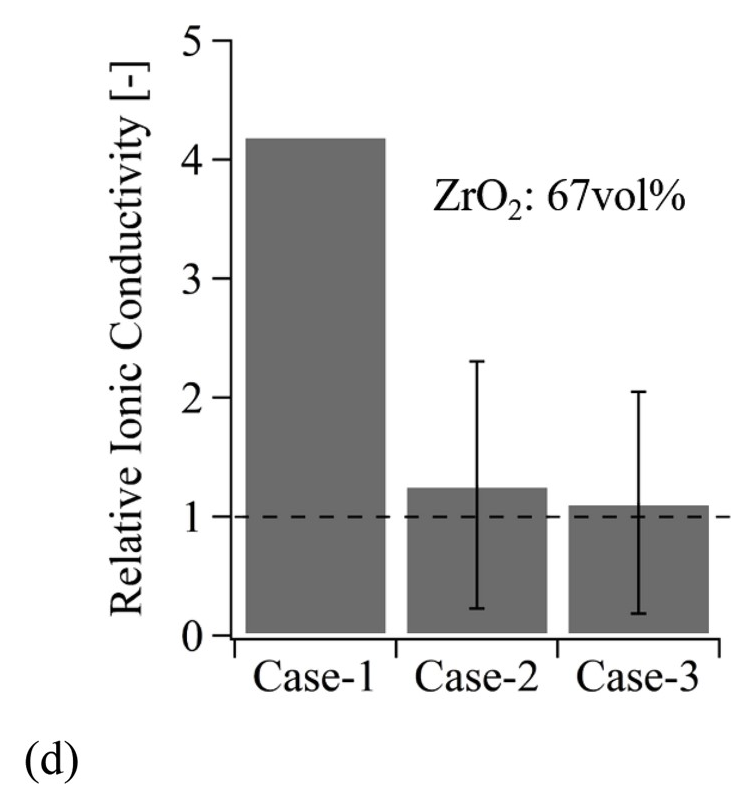 Relative Ionic Conductivity [-]
5
4
3
2
1
0
ZrO₂: 67vol%
Case-1 Case-2 Case-3
(d)